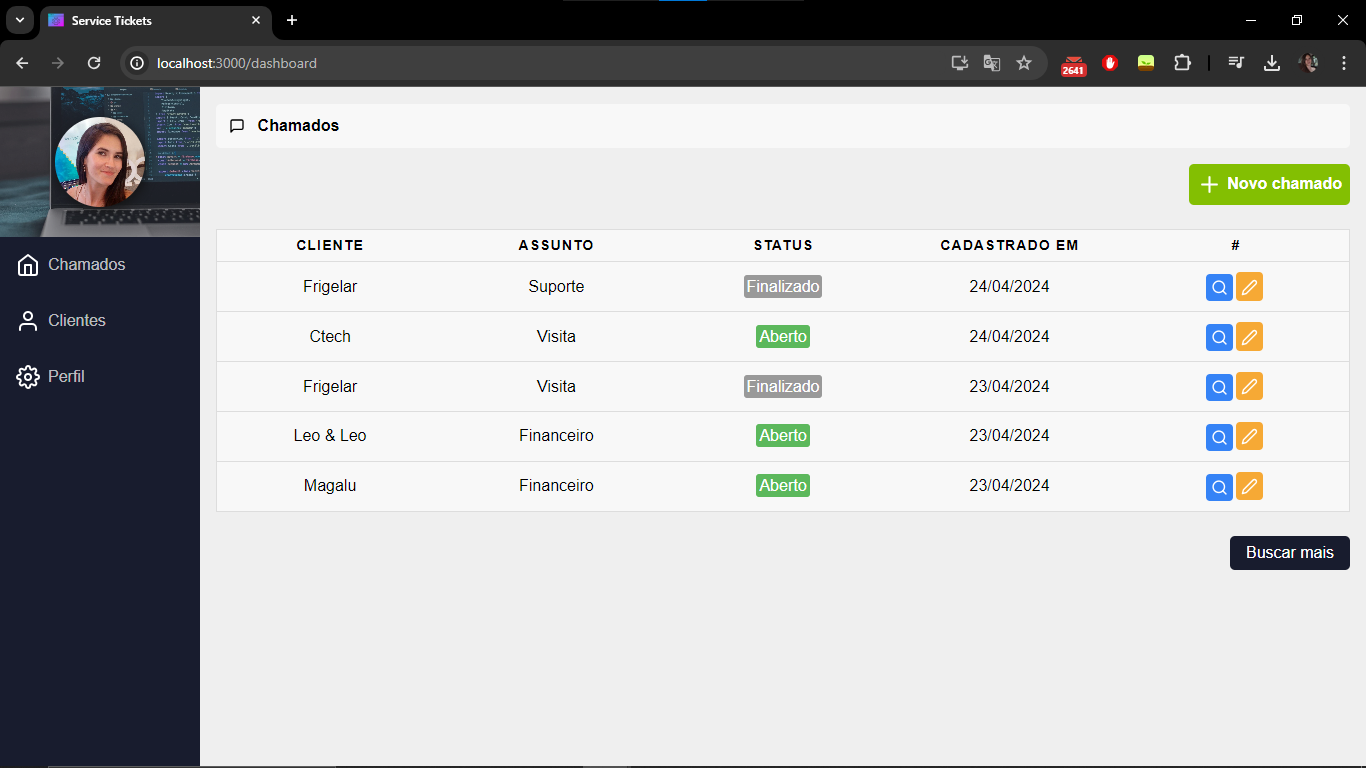 Service Tickets
localhost:3000/dashboard
2641
Chamados
Novo chamado
Chamados
Clientes
Perfil
CLIENTE ASSUNTO STATUS CADASTRADO EM #
Frigelar Suporte Finalizado 24/04/2024
Ctech Visita Aberto 24/04/2024
Frigelar Visita Finalizado 23/04/2024
Leo & Leo Financeiro Aberto 23/04/2024
Magalu Financeiro Aberto 23/04/2024
Buscar mais